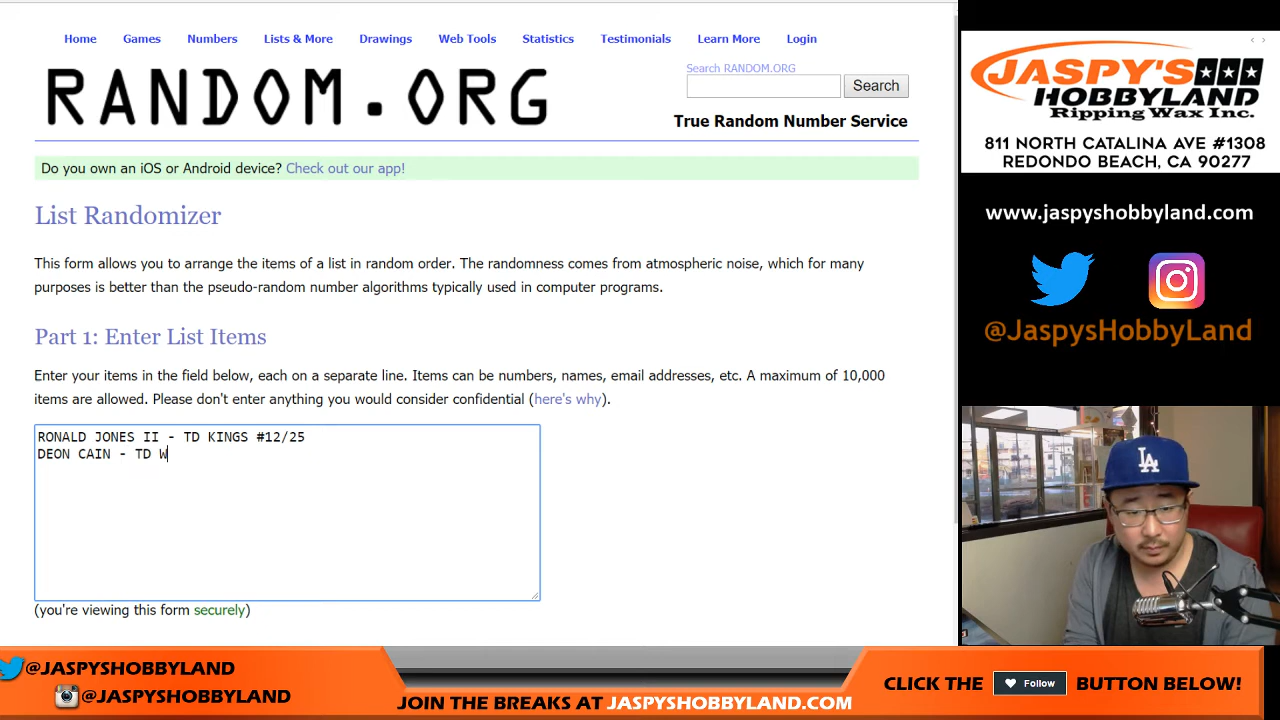 Home Games Numbers Lists & More Drawings Web Tools Statistics Testimonials Learn More Login
RANDOM.ORG
Search RANDOM.ORG
Search
True Random Number Service
Do you own an iOS or Android device? Check out our app!
List Randomizer
This form allows you to arrange the items of a list in random order. The randomness comes from atmospheric noise, which for many
purposes is better than the pseudo-random number algorithms typically used in computer programs.
Part 1: Enter List Items
Enter your items in the field below, each on a separate line. Items can be numbers, names, email addresses, etc. A maximum of 10,000
items are allowed. Please don't enter anything you would consider confidential (here's why).
RONALD JONES II - TD KINGS #12/25
DEON CAIN - TD W
(you're viewing this form securely)
JASPY'S
HOBBYLAND
Ripping Wax Inc.
811 NORTH CATALINA AVE #1308
REDONDO BEACH, CA 90277
www.jaspyshobbyland.com
@JaspysHobbyLand
LA
@JASPYSHOBBYLAND
@JASPYSHOBBYLAND
JOIN THE BREAKS AT JASPYSHOBBYLAND.COM
CLICK THE Follow BUTTON BELOW!